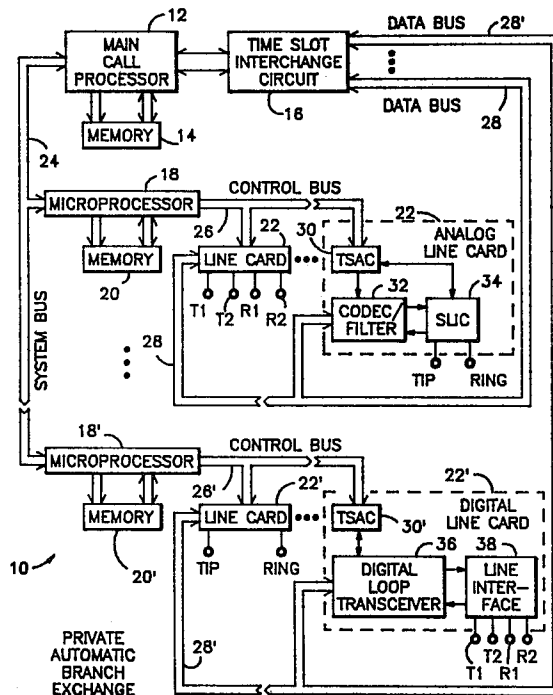 12
MAIN
CALL
PROCESSOR
TIME SLOT
INTERCHANGE
CIRCUIT
16
DATA BUS
28'
DATA BUS
28
MEMORY
14
24
18
MICROPROCESSOR
CONTROL BUS
26
MEMORY
20
22
LINE CARD
T1
T2
R1
R2
30
TSAC
22
ANALOG
LINE CARD
32
CODEC/
FILTER
34
SLIC
TIP
RING
28
SYSTEM BUS
18'
MICROPROCESSOR
CONTROL BUS
26'
MEMORY
20'
22'
LINE CARD
TIP
RING
TSAC
30'
22'
DIGITAL
LINE CARD
36
DIGITAL
LOOP
TRANSCEIVER
38
LINE
INTER-
FACE
T1
T2
R1
R2
10
28'
PRIVATE
AUTOMATIC
BRANCH
EXCHANGE